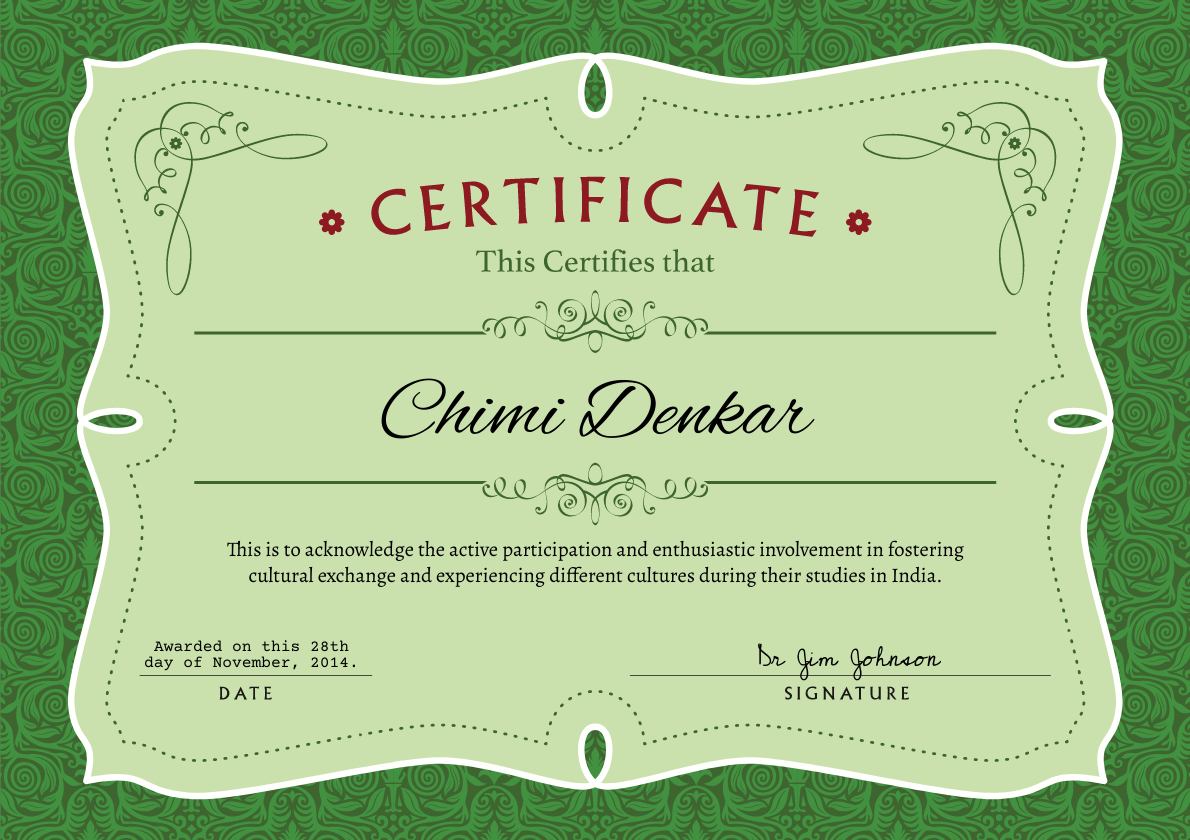 CERTIFICATE
This Certifies that
Chimi Denkar
This is to acknowledge the active participation and enthusiastic involvement in fostering
cultural exchange and experiencing different cultures during their studies in India.
Awarded on this 28th
day of November, 2014.
DATE
Dr Jim Johnson
SIGNATURE